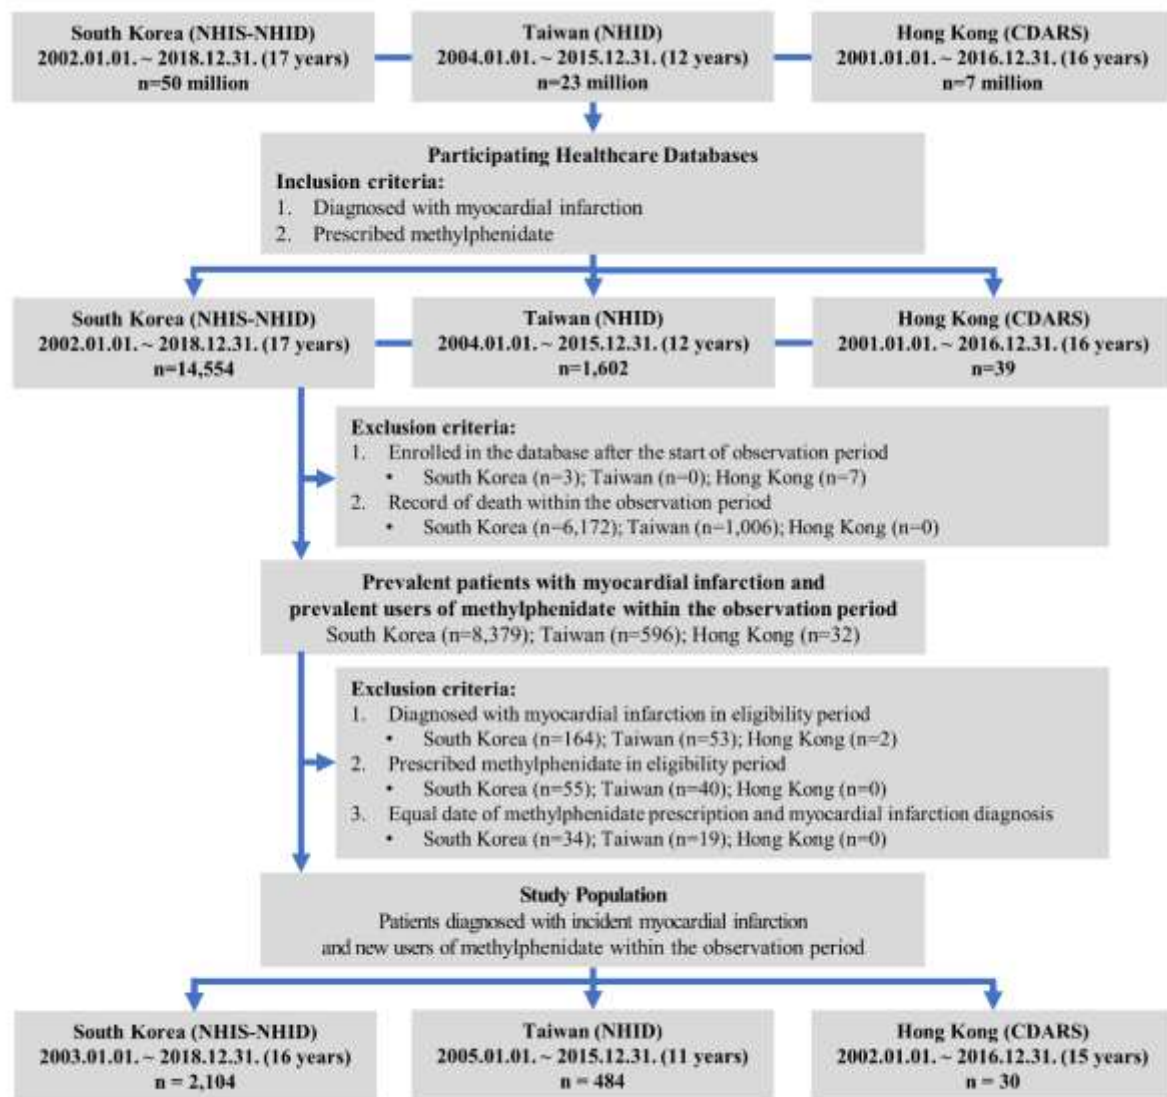 South Korea (NHIS-NHID)
2002.01.01. ~ 2018.12.31. (17 years)
n=50 million
Taiwan (NHID)
2004.01.01. ~ 2015.12.31. (12 years)
n=23 million
Hong Kong (CDARS)
2001.01.01. ~ 2016.12.31. (16 years)
n=7 million
Participating Healthcare Databases
Inclusion criteria:
1. Diagnosed with myocardial infarction
2. Prescribed methylphenidate
South Korea (NHIS-NHID)
2002.01.01. ~ 2018.12.31. (17 years)
n=14,554
Taiwan (NHID)
2004.01.01. ~ 2015.12.31. (12 years)
n=1,602
Hong Kong (CDARS)
2001.01.01. ~ 2016.12.31. (16 years)
n=39
Exclusion criteria:
1. Enrolled in the database after the start of observation period
• South Korea (n=3); Taiwan (n=0); Hong Kong (n=7)
2. Record of death within the observation period
• South Korea (n=6,172); Taiwan (n=1,006); Hong Kong (n=0)
Prevalent patients with myocardial infarction and
prevalent users of methylphenidate within the observation period
South Korea (n=8,379); Taiwan (n=596); Hong Kong (n=32)
Exclusion criteria:
1. Diagnosed with myocardial infarction in eligibility period
• South Korea (n=164); Taiwan (n=53); Hong Kong (n=2)
2. Prescribed methylphenidate in eligibility period
• South Korea (n=55); Taiwan (n=40); Hong Kong (n=0)
3. Equal date of methylphenidate prescription and myocardial infarction diagnosis
• South Korea (n=34); Taiwan (n=19); Hong Kong (n=0)
Study Population
Patients diagnosed with incident myocardial infarction
and new users of methylphenidate within the observation period
South Korea (NHIS-NHID)
2003.01.01. ~ 2018.12.31. (16 years)
n = 2,104
Taiwan (NHID)
2005.01.01. ~ 2015.12.31. (11 years)
n = 484
Hong Kong (CDARS)
2002.01.01. ~ 2016.12.31. (15 years)
n = 30